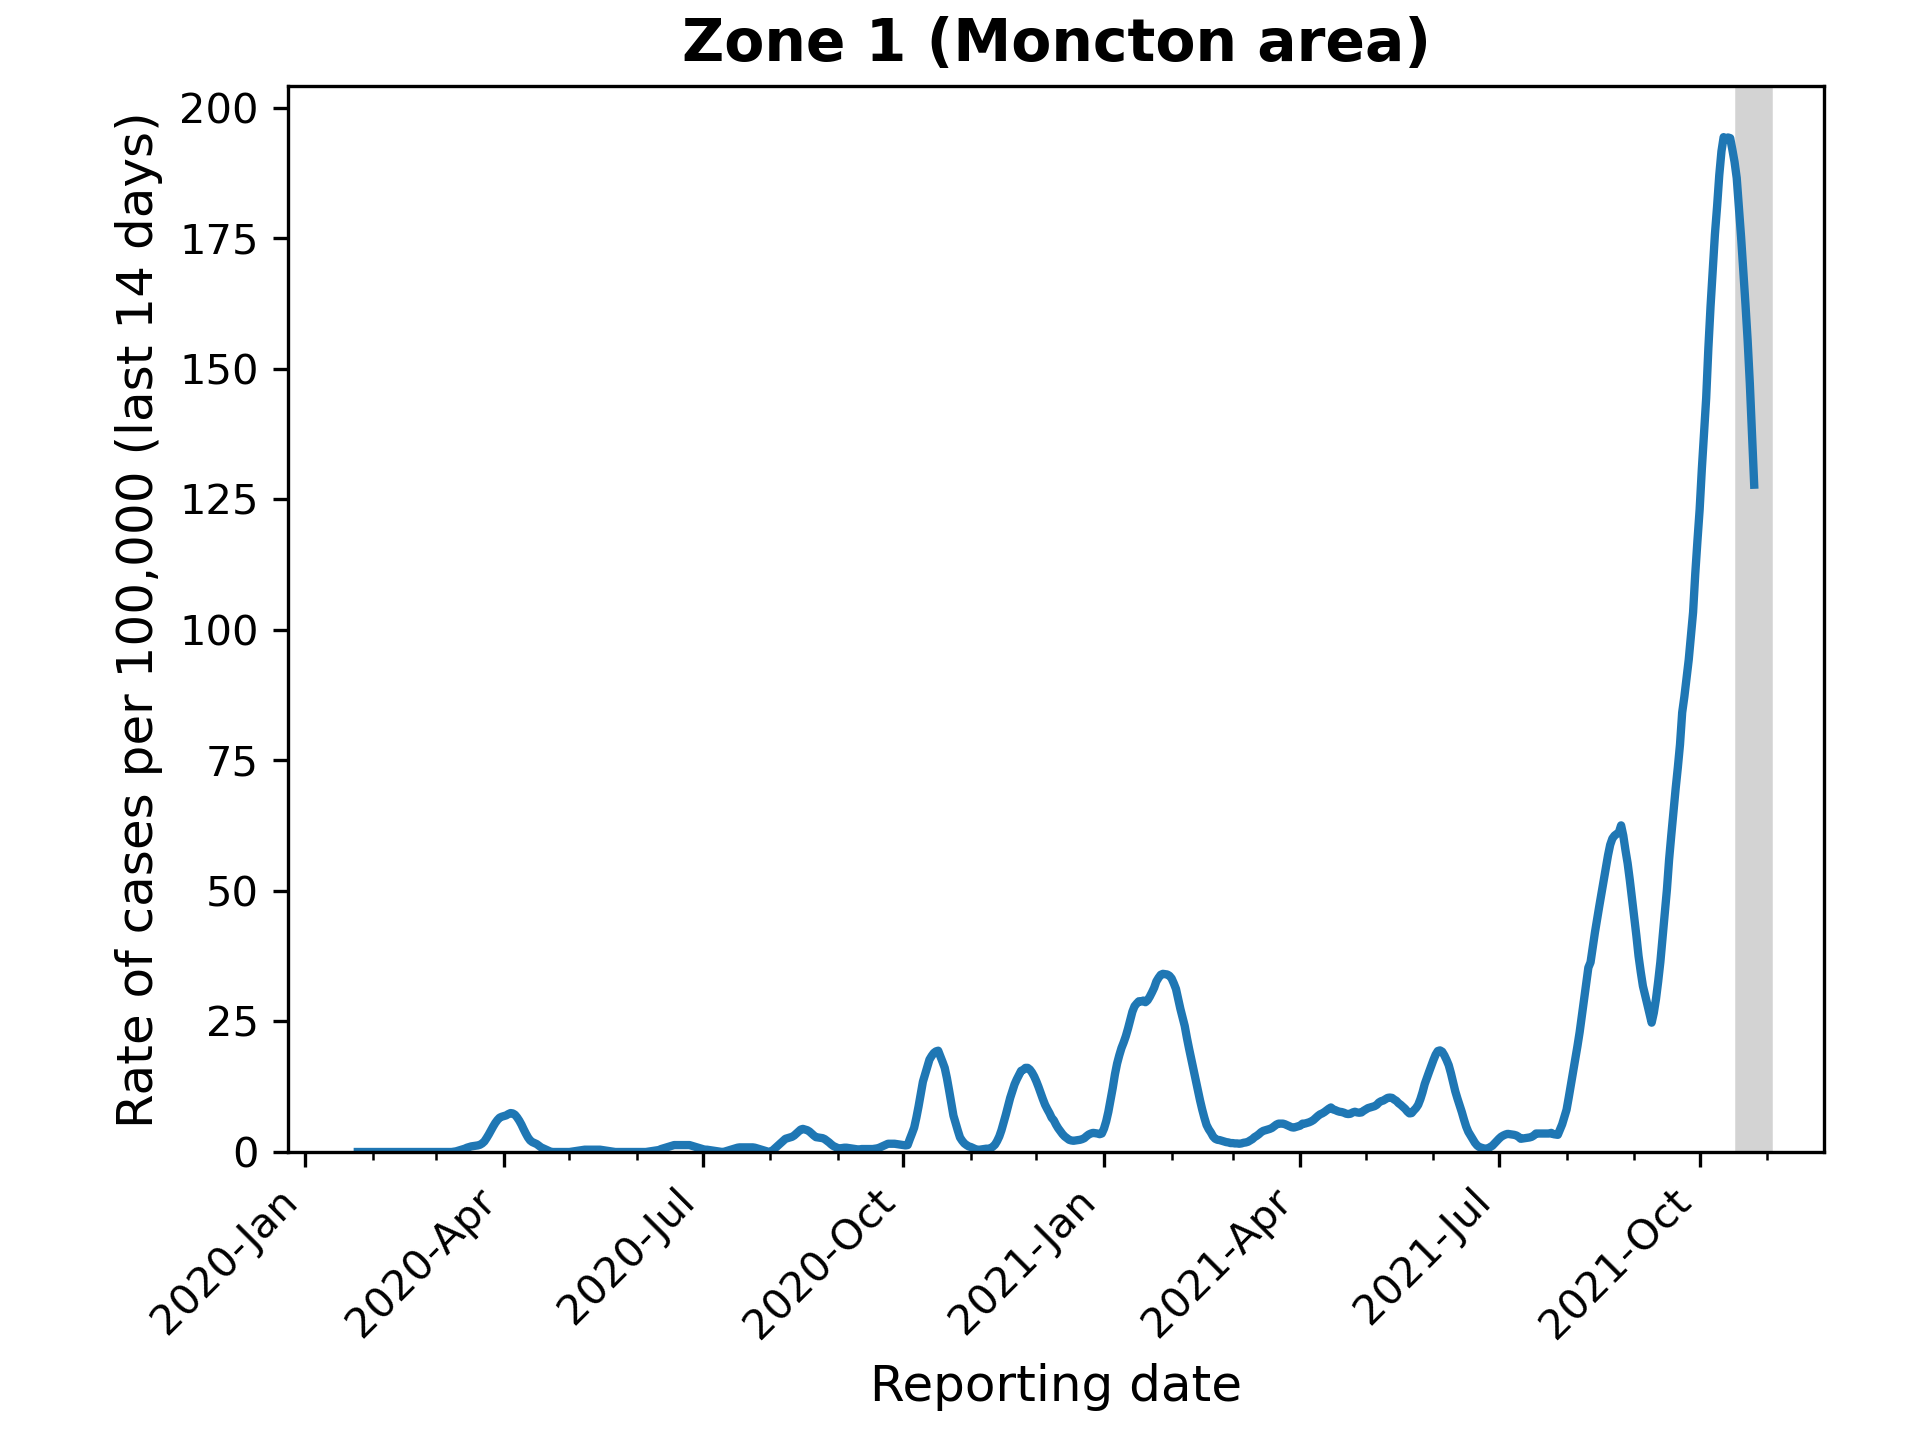 Zone 1 (Moncton area)
Rate of cases per 100,000 (last 14 days)
200
175
150
125
100
75
50
25
0
2020-Jan
2020-Apr
2020-Jul
2020-Oct
2021-Jan
2021-Apr
2021-Jul
2021-Oct
Reporting date